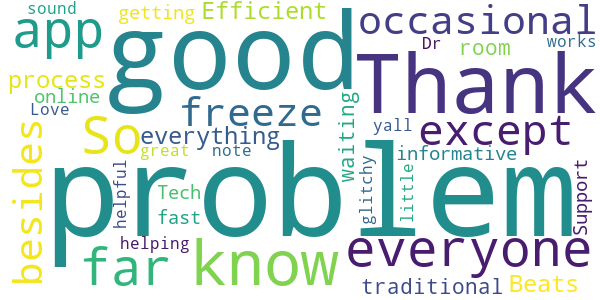 sound
getting
Efficient
app
good
occasional
Thank
Dr
room
works
process
online
Love
So
freeze
everything
except
yall
Waiting
besides
great
note
informative
problem
helpful
Tech
fast
glitchy
little
Support
helping
far
know
everyone
traditional
Beats